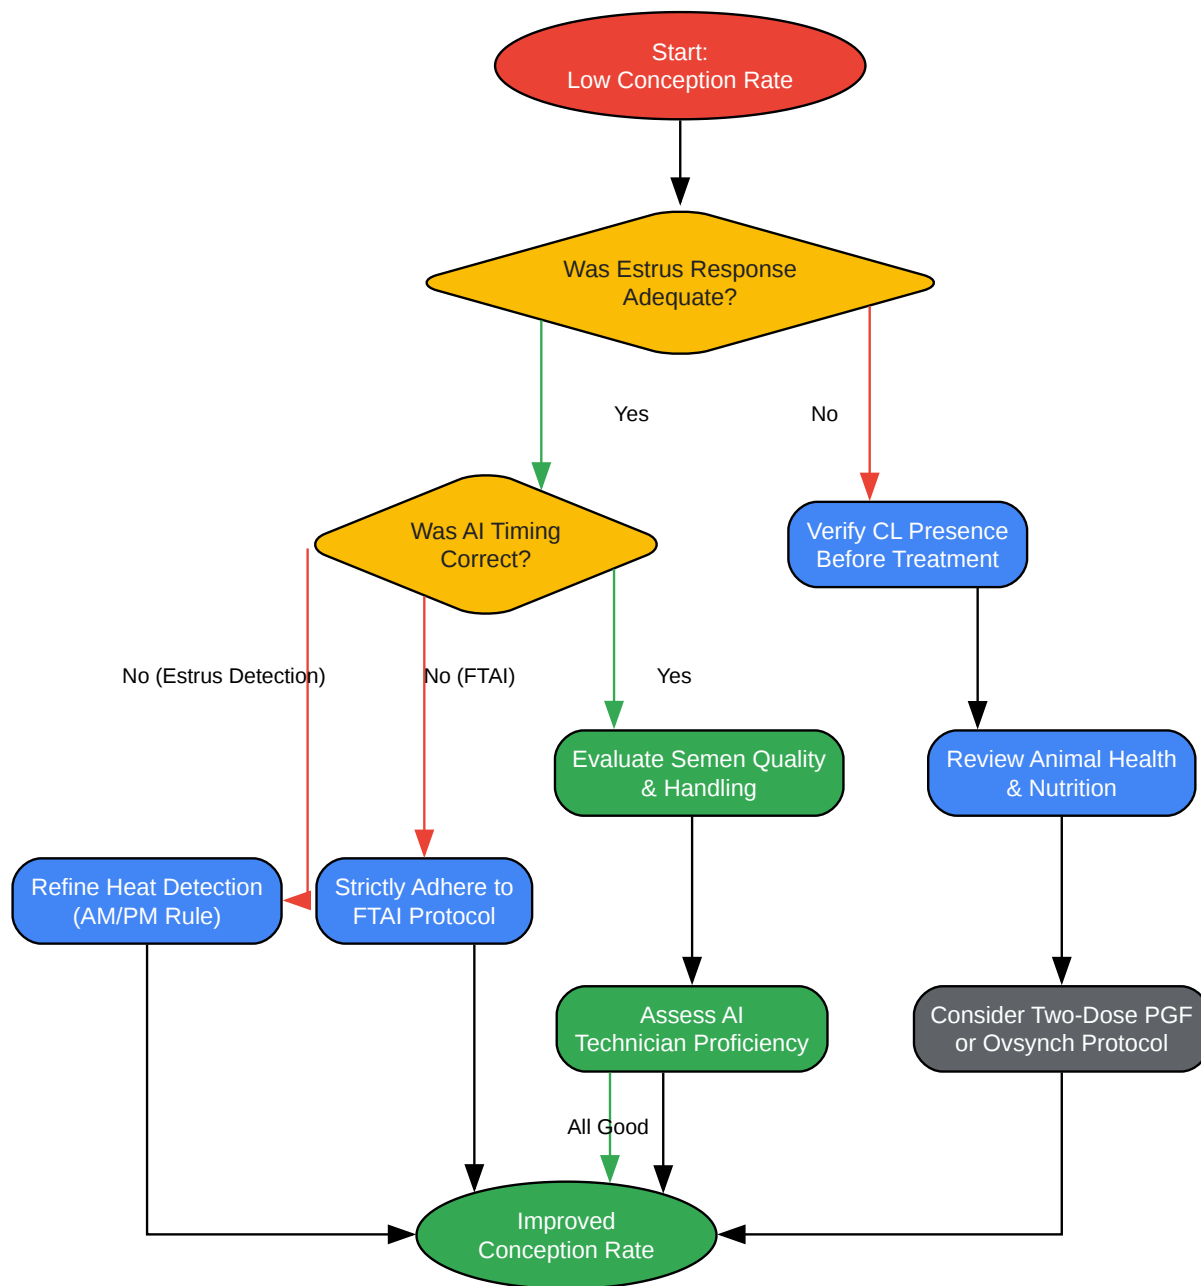 Start:
Low Conception Rate
Was Estrus Response
Adequate?
Yes
No
Was AI Timing
Correct?
Verify CL Presence
Before Treatment
No (Estrus Detection)
No (FTAI)
Yes
Evaluate Semen Quality
& Handling
Review Animal Health
& Nutrition
Refine Heat Detection
(AM/PM Rule)
Strictly Adhere to
FTAI Protocol
Assess AI
Technician Proficiency
Consider Two-Dose PGF
or Ovsynch Protocol
All Good
Improved
Conception Rate